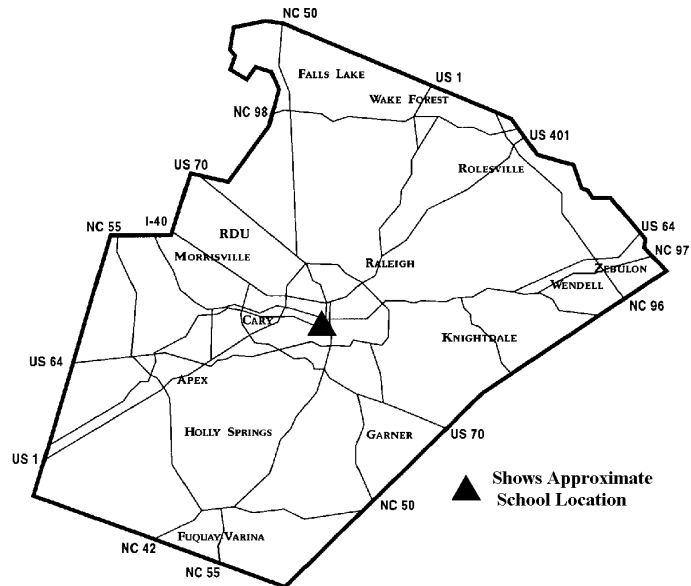 NC 50
FALLS LAKE
US 1
WAKE FOREST
NC 98
US 401
ROLESVILLE
US 70
NC 55
I-40
RDU
MORRISVILLE
RALEIGH
US 64
NC 97
ZEBULON
WENDELL
NC 96
CARY
KNIGHTDALE
US 64
APEX
HOLLY SPRINGS
GARNER
US 70
US 1
Shows Approximate
School Location
NC 50
FUQUAY VARINA
NC 42
NC 55